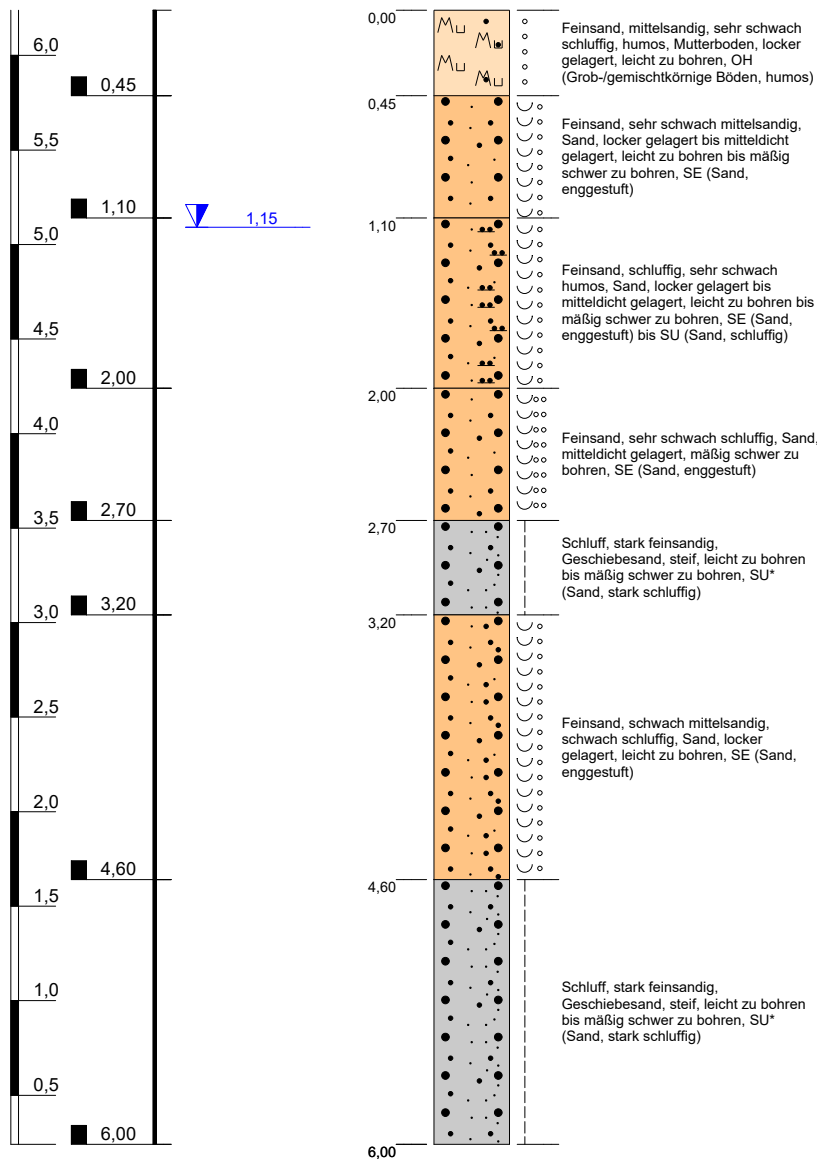 0,00
Feinsand, mittelsandig, sehr schwach
schluffig, humos, Mutterboden, locker
gelagert, leicht zu bohren, OH
(Grob-/gemischtkörnige Böden, humos)
6,0
0,45
0,45
Feinsand, sehr schwach mittelsandig,
Sand, locker gelagert bis mitteldicht
gelagert, leicht zu bohren bis mäßig
schwer zu bohren, SE (Sand,
enggestuft)
5,5
1,10
1,15
1,10
5,0
Feinsand, schluffig, sehr schwach
humos, Sand, locker gelagert bis
mitteldicht gelagert, leicht zu bohren bis
mäßig schwer zu bohren, SE (Sand,
enggestuft) bis SU (Sand, schluffig)
4,5
2,00
2,00
4,0
Feinsand, sehr schwach schluffig, Sand,
mitteldicht gelagert, mäßig schwer zu
bohren, SE (Sand, enggestuft)
2,70
3,5
2,70
Schluff, stark feinsandig,
Geschiebesand, steif, leicht zu bohren
bis mäßig schwer zu bohren, SU*
(Sand, stark schluffig)
3,20
3,0
3,20
2,5
Feinsand, schwach mittelsandig,
schwach schluffig, Sand, locker
gelagert, leicht zu bohren, SE (Sand,
enggestuft)
2,0
4,60
4,60
1,5
1,0
Schluff, stark feinsandig,
Geschiebesand, steif, leicht zu bohren
bis mäßig schwer zu bohren, SU*
(Sand, stark schluffig)
0,5
6,00
6,00